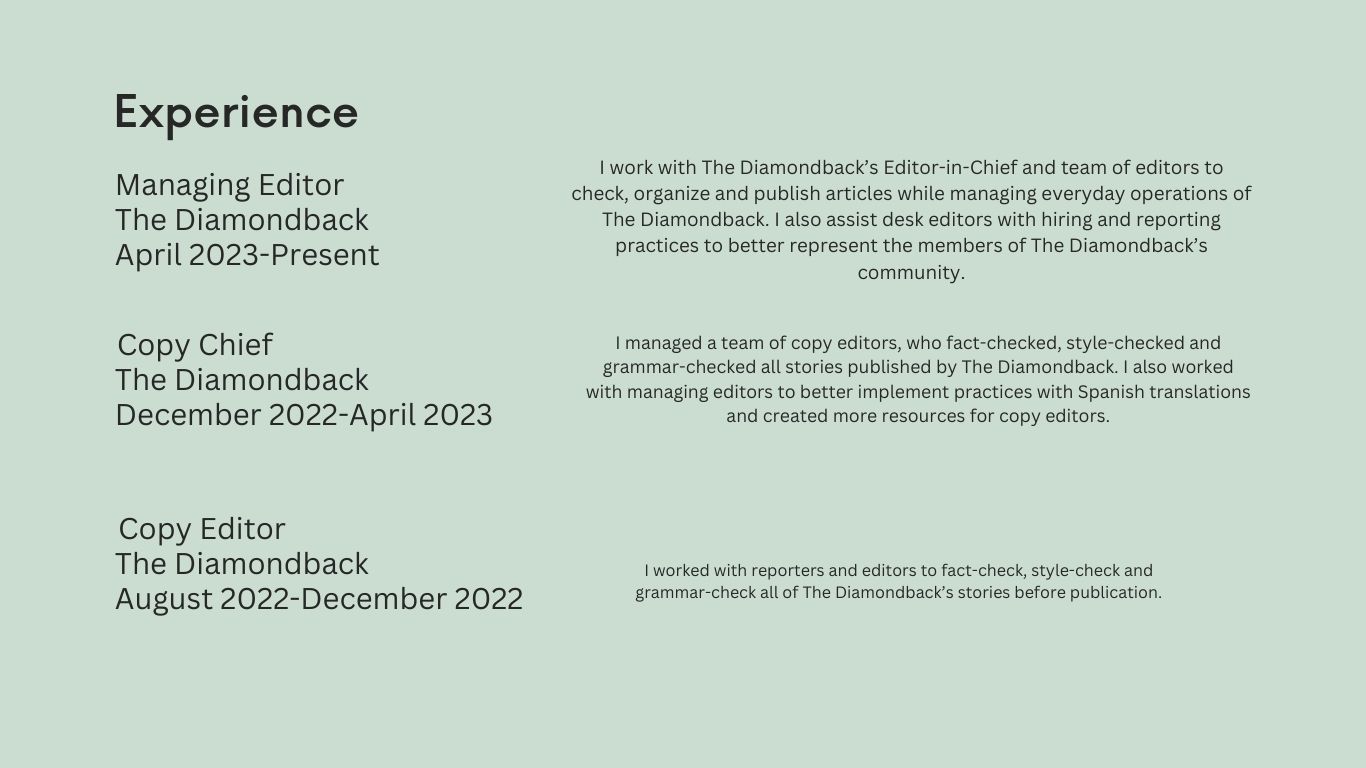 Experience
Managing Editor
The Diamondback
April 2023-Present
I work with The Diamondback’s Editor-in-Chief and team of editors to
check, organize and publish articles while managing everyday operations of
The Diamondback. I also assist desk editors with hiring and reporting
practices to better represent the members of The Diamondback’s
community.
Copy Chief
The Diamondback
December 2022-April 2023
I managed a team of copy editors, who fact-checked, style-checked and
grammar-checked all stories published by The Diamondback. I also worked
with managing editors to better implement practices with Spanish translations
and created more resources for copy editors.
Copy Editor
The Diamondback
August 2022-December 2022
I worked with reporters and editors to fact-check, style-check and
grammar-check all of The Diamondback’s stories before publication.